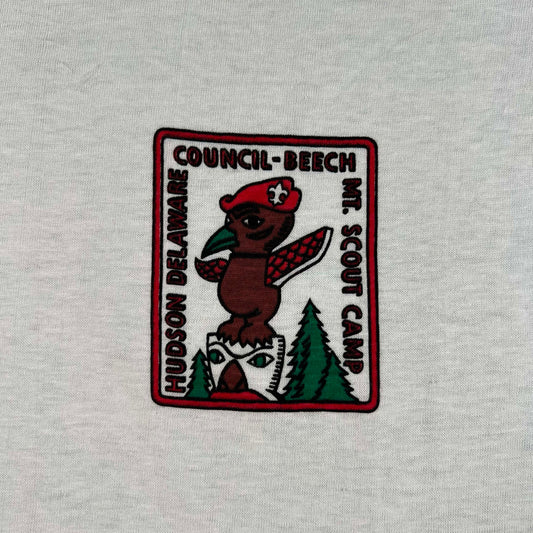 HUDSON DELAWARE
COUNCIL-BEECH
MT. SCOUT CAMP